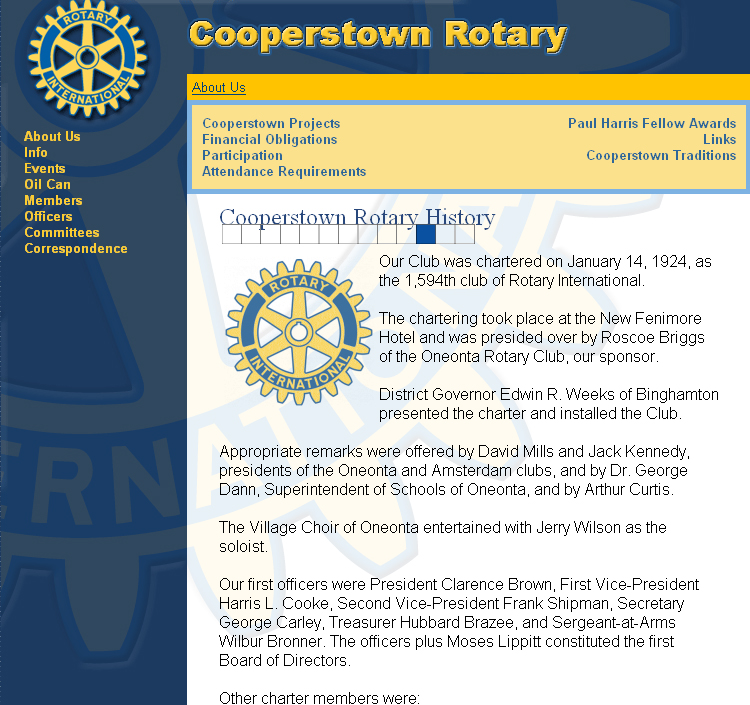 ROTARY
INTERNATIONAL
Cooperstown Rotary
About Us
About Us
Info
Events
Oil Can
Members
Officers
Committees
Correspondence
Cooperstown Projects
Financial Obligations
Participation
Attendance Requirements
Paul Harris Fellow Awards
Links
Cooperstown Traditions
Cooperstown Rotary History
ROTARY
INTERNATIONAL
Our Club was chartered on January 14, 1924, as
the 1,594th club of Rotary International.
The chartering took place at the New Fenimore
Hotel and was presided over by Roscoe Briggs
of the Oneonta Rotary Club, our sponsor.
District Governor Edwin R. Weeks of Binghamton
presented the charter and installed the Club.
Appropriate remarks were offered by David Mills and Jack Kennedy,
presidents of the Oneonta and Amsterdam clubs, and by Dr. George
Dann, Superintendent of Schools of Oneonta, and by Arthur Curtis.
The Village Choir of Oneonta entertained with Jerry Wilson as the
soloist.
Our first officers were President Clarence Brown, First Vice-President
Harris L. Cooke, Second Vice-President Frank Shipman, Secretary
George Carley, Treasurer Hubbard Brazee, and Sergeant-at-Arms
Wilbur Bronner. The officers plus Moses Lippitt constituted the first
Board of Directors.
Other charter members were: